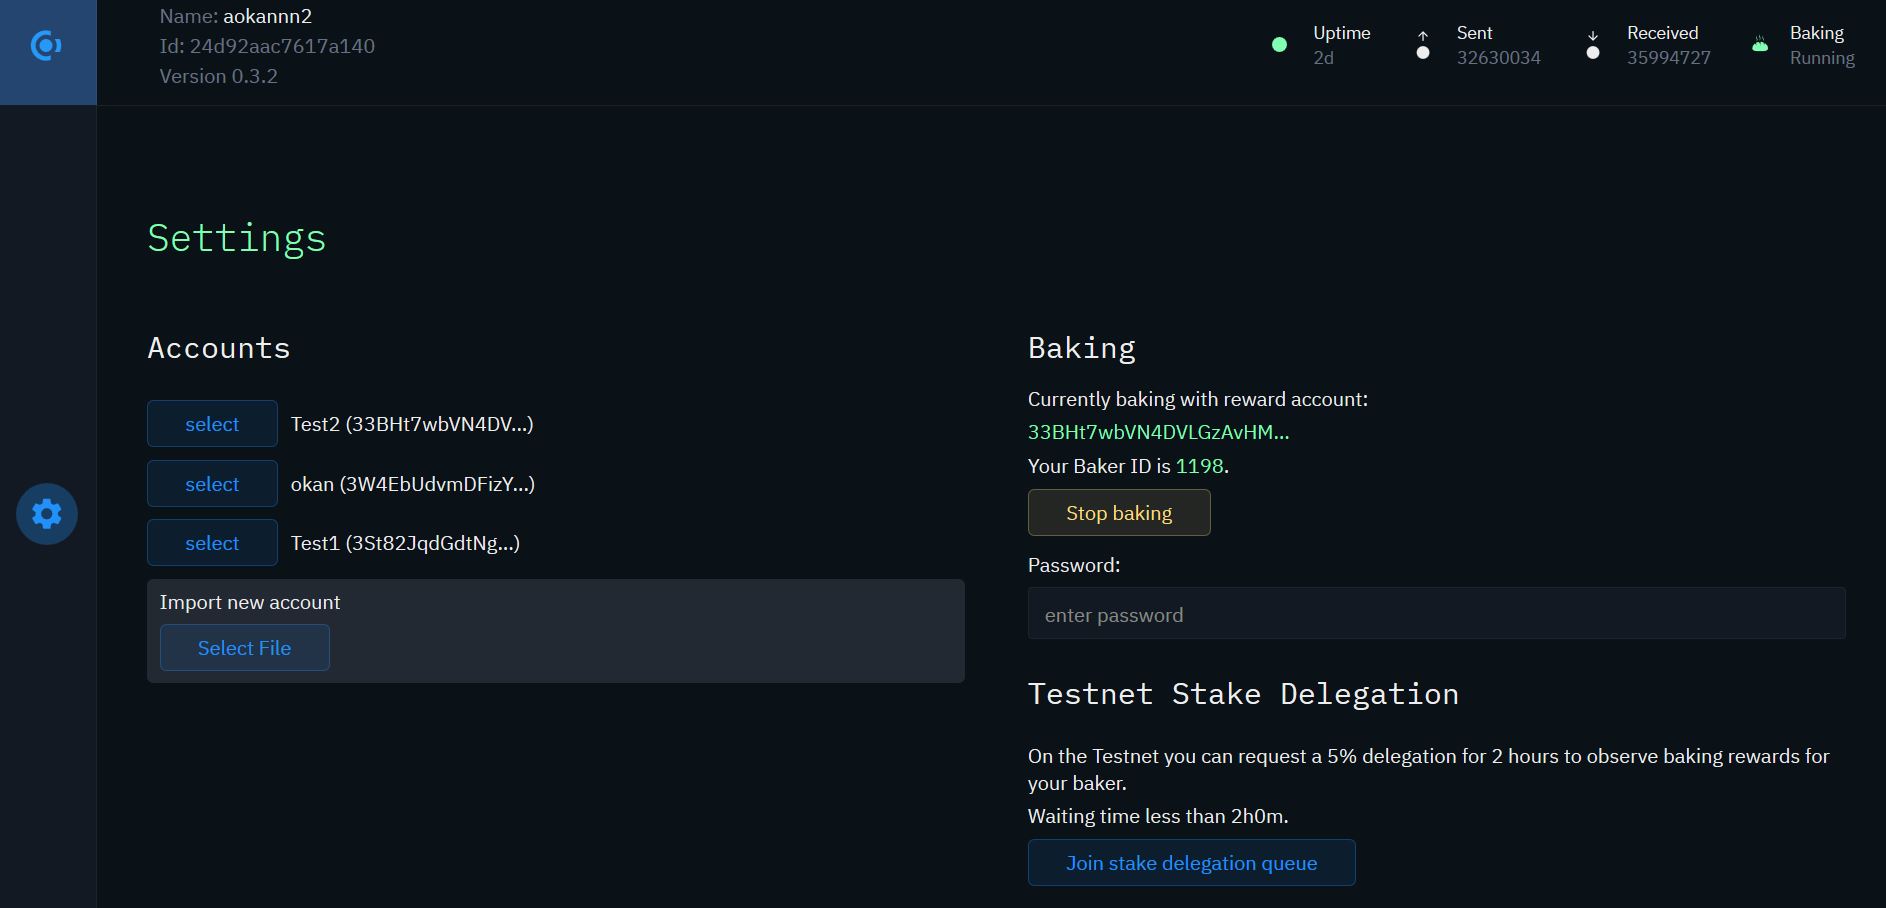 Name: aokannn2
Id: 24d92aac7617a140
Version 0.3.2
Uptime
2d
Sent
32630034
Received
35994727
Baking
Running
Settings
Accounts
select Test2 (33BHt7wbVN4DV...)
select okan (3W4EbUdvmDFizY...)
select Test1 (3St82JqdGdtNg...)
Import new account
Select File
Baking
Currently baking with reward account:
33BHt7wbVN4DVLGzAvHM...
Your Baker ID is 1198.
Stop baking
Password:
enter password
Testnet Stake Delegation
On the Testnet you can request a 5% delegation for 2 hours to observe baking rewards for
your baker.
Waiting time less than 2h0m.
Join stake delegation queue